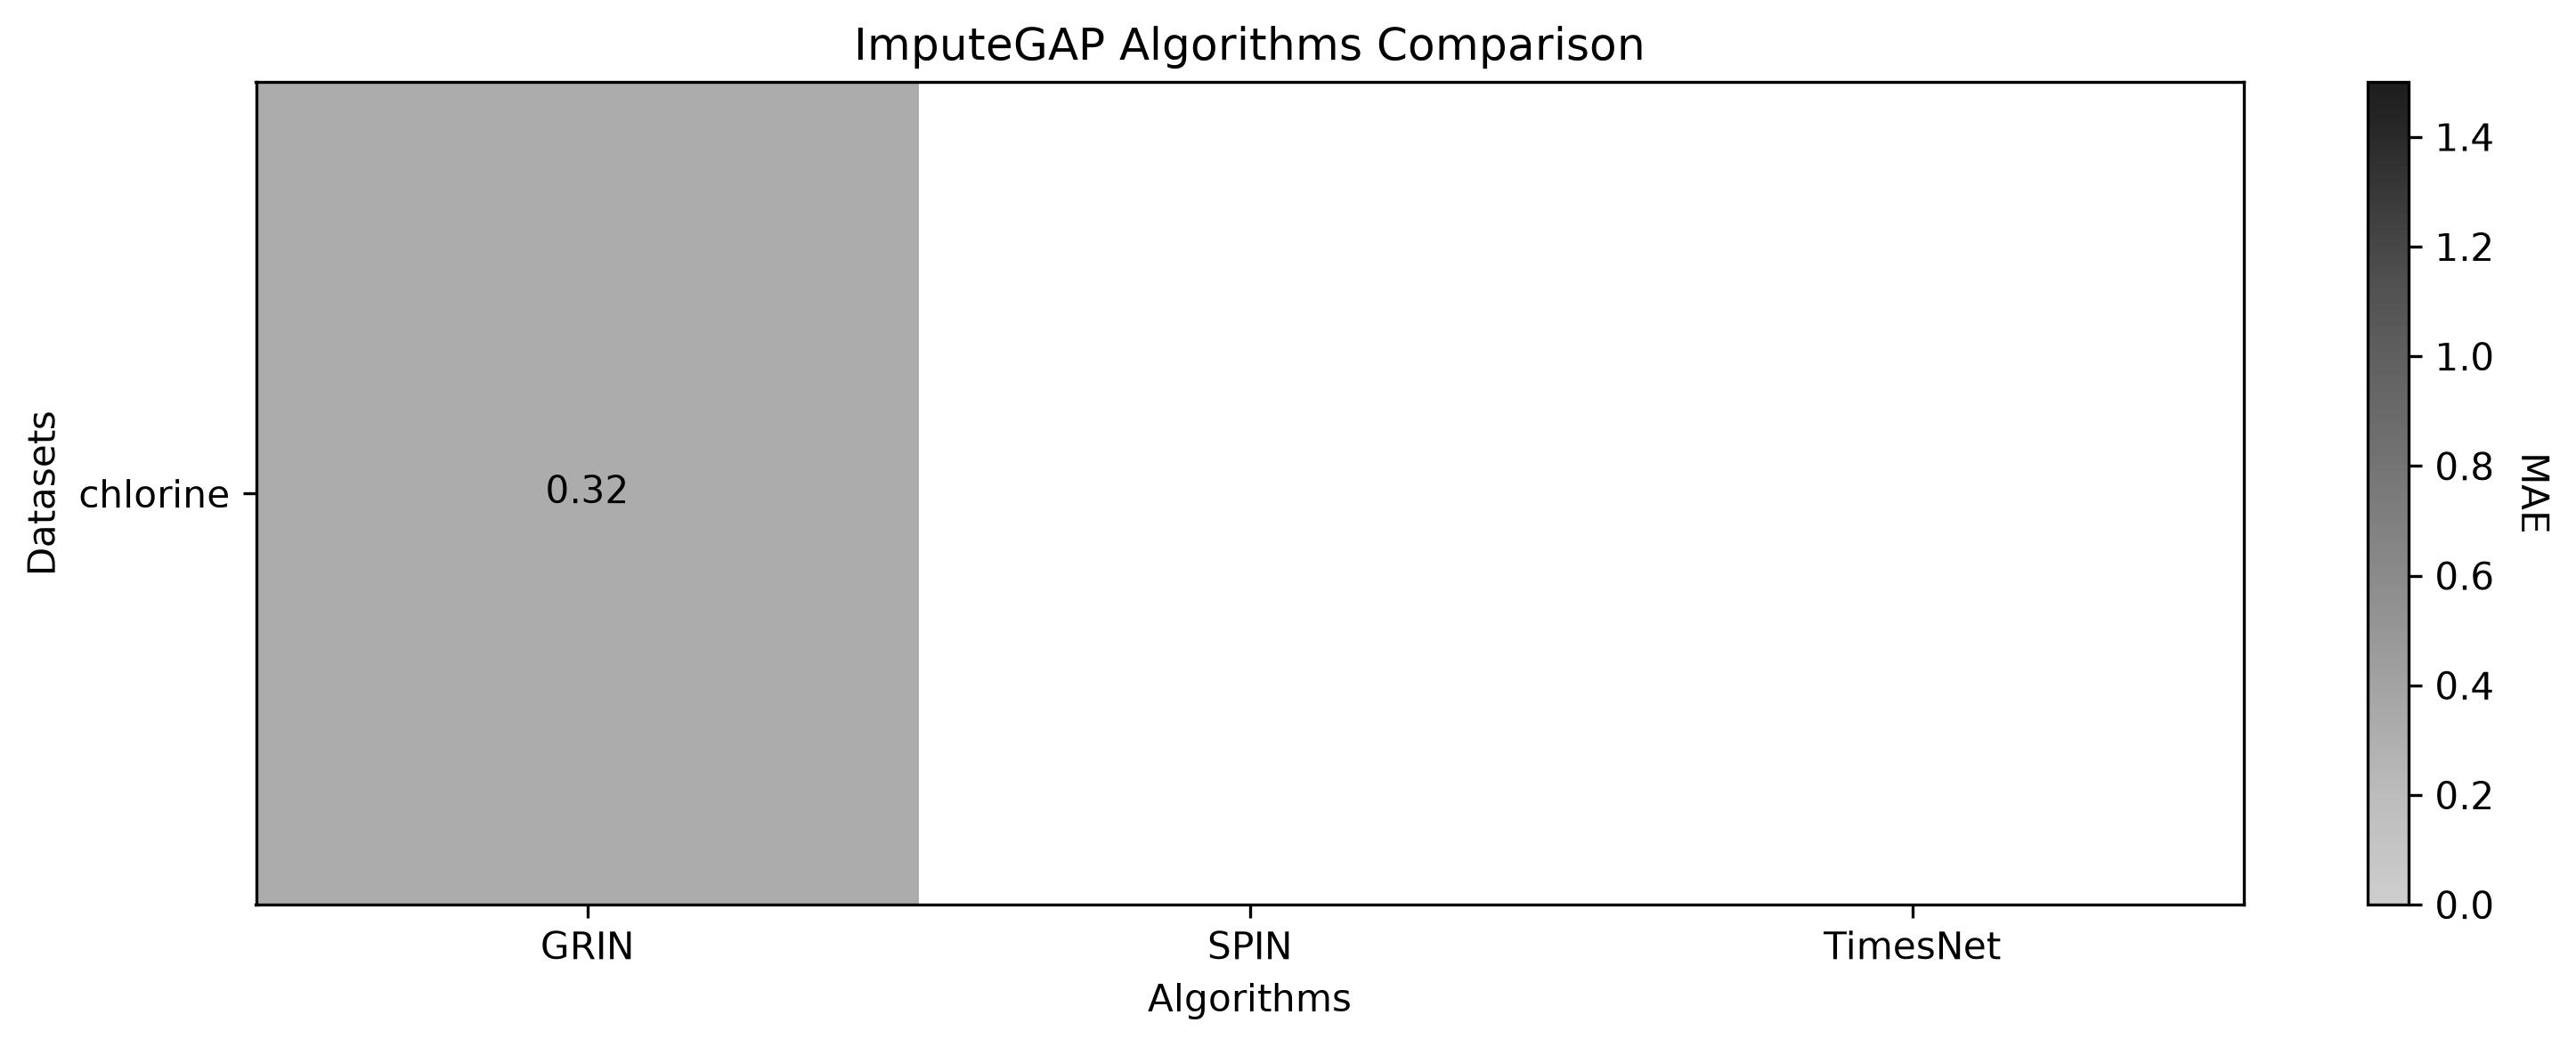 ImputeGAP Algorithms Comparison
Datasets
chlorine
0.32
GRIN
SPIN
TimesNet
Algorithms
1.4
1.2
1.0
0.8
0.6
0.4
0.2
0.0
MAE